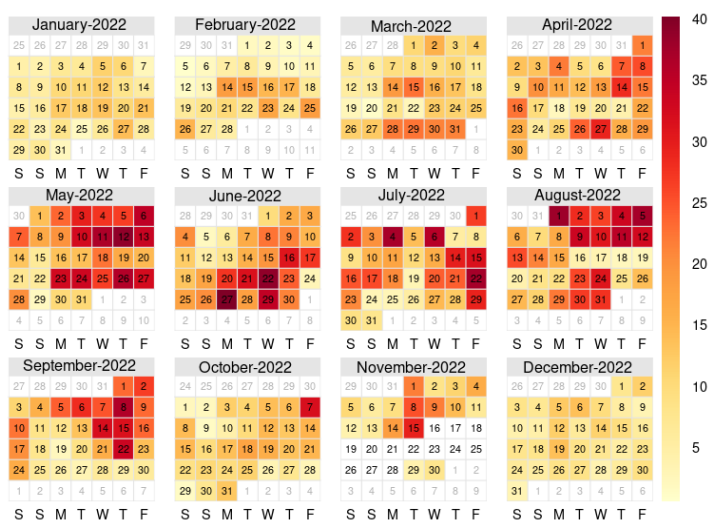 January-2022
25 26 27 28 29 30 31
1 2 3 4 5 6 7
8 9 10 11 12 13 14
15 16 17 18 19 20 21
22 23 24 25 26 27 28
29 30 31 1 2 3 4
S S M T W T F
February-2022
29 30 31 1 2 3 4
5 6 7 8 9 10 11
12 13 14 15 16 17 18
19 20 21 22 23 24 25
26 27 28 1 2 3 4
5 6 7 8 9 10 11
S S M T W T F
March-2022
26 27 28 1 2 3 4
5 6 7 8 9 10 11
12 13 14 15 16 17 18
19 20 21 22 23 24 25
26 27 28 29 30 31 1
2 3 4 5 6 7 8
S S M T W T F
April-2022
26 27 28 29 30 31 1
2 3 4 5 6 7 8
9 10 11 12 13 14 15
16 17 18 19 20 21 22
23 24 25 26 27 28 29
30 1 2 3 4 5 6
S S M T W T F
May-2022
30 1 2 3 4 5 6
7 8 9 10 11 12 13
14 15 16 17 18 19 20
21 22 23 24 25 26 27
28 29 30 31 1 2 3
4 5 6 7 8 9 10
S S M T W T F
June-2022
28 29 30 31 1 2 3
4 5 6 7 8 9 10
11 12 13 14 15 16 17
18 19 20 21 22 23 24
25 26 27 28 29 30 1
2 3 4 5 6 7 8
S S M T W T F
July-2022
25 26 27 28 29 30 1
2 3 4 5 6 7 8
9 10 11 12 13 14 15
16 17 18 19 20 21 22
23 24 25 26 27 28 29
30 31 1 2 3 4 5
S S M T W T F
August-2022
30 31 1 2 3 4 5
6 7 8 9 10 11 12
13 14 15 16 17 18 19
20 21 22 23 24 25 26
27 28 29 30 31 1 2
3 4 5 6 7 8 9
S S M T W T F
September-2022
27 28 29 30 31 1 2
3 4 5 6 7 8 9
10 11 12 13 14 15 16
17 18 19 20 21 22 23
24 25 26 27 28 29 30
1 2 3 4 5 6 7
S S M T W T F
October-2022
24 25 26 27 28 29 30
1 2 3 4 5 6 7
8 9 10 11 12 13 14
15 16 17 18 19 20 21
22 23 24 25 26 27 28
29 30 31 1 2 3 4
S S M T W T F
November-2022
29 30 31 1 2 3 4
5 6 7 8 9 10 11
12 13 14 15 16 17 18
19 20 21 22 23 24 25
26 27 28 29 30 1 2
3 4 5 6 7 8 9
S S M T W T F
December-2022
26 27 28 29 30 1 2
3 4 5 6 7 8 9
10 11 12 13 14 15 16
17 18 19 20 21 22 23
24 25 26 27 28 29 30
31 1 2 3 4 5 6
S S M T W T F
40
35
30
25
20
15
10
5